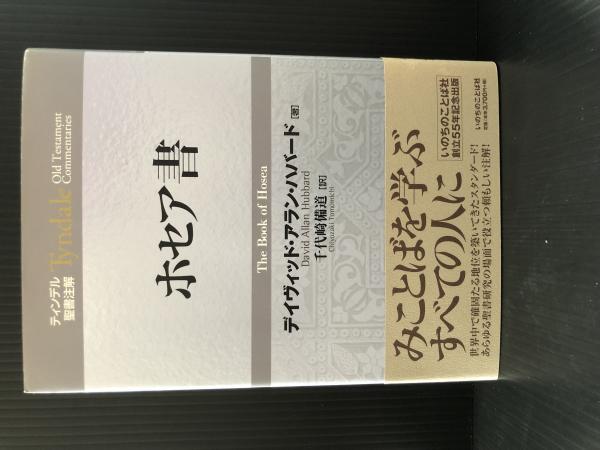 ティンデル
聖書注解
Tyndale
Old Testament
Commentaries
ホセア書
The Book of Hosea
デイヴィッド・アラン・ハバード [著]
David Allan Hubbard
千代崎備道 [訳]
Chiyozaki Tomomichi
みことばを学ぶ
すべての人に
いのちのことば社
創立55年記念出版
世界中で確固たる地位を築いてきたスタンダード!
あらゆる聖書研究の場面で役立つ頼もしい注解!
いのちのことば社